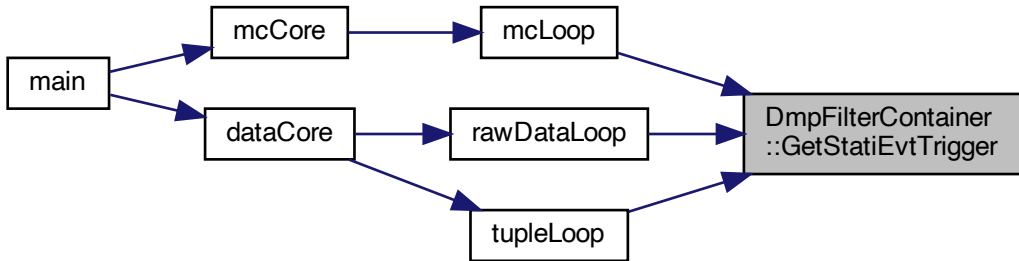 main
mcCore
mcLoop
dataCore
rawDataLoop
tupleLoop
DmpFilterContainer
::GetStatiEvtTrigger